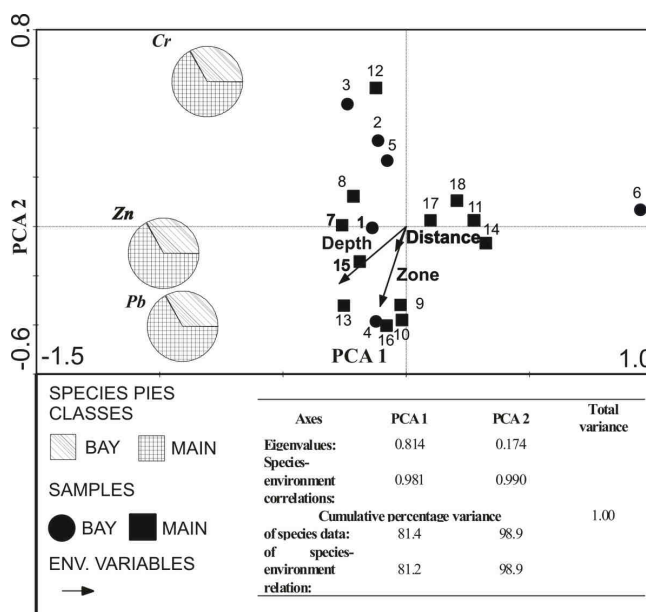 0.8
Cr
12
3
2
5
8
18
6
Zn
7
1
17
11
PCA 2
Depth
Distance
14
15
Zone
Pb
13
9
4
16
10
-0.6
-1.5
PCA 1
1.0
SPECIES PIES
CLASSES
BAY MAIN
SAMPLES
BAY MAIN
ENV. VARIABLES
Axes PCA 1 PCA 2 Total variance
Eigenvalues: 0.814 0.174
Species-
environment 0.981 0.990
correlations:
Cumulative percentage variance 1.00
of species data: 81.4 98.9
of species-
environment 81.2 98.9
relation: